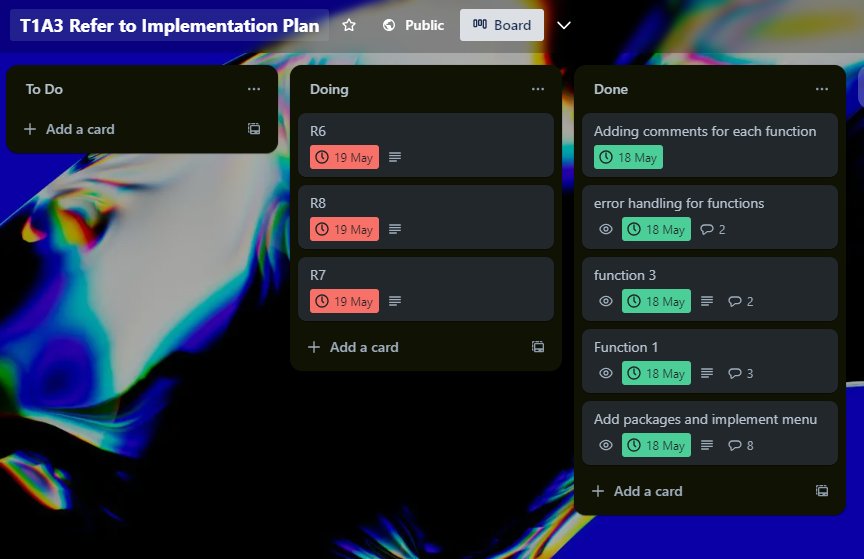 T1A3 Refer to Implementation Plan
Public
Board
To Do
Add a card
Doing
R6
19 May
R8
19 May
R7
19 May
Add a card
Done
Adding comments for each function
18 May
error handling for functions
18 May
2
function 3
18 May
2
Function 1
18 May
3
Add packages and implement menu
18 May
8
Add a card